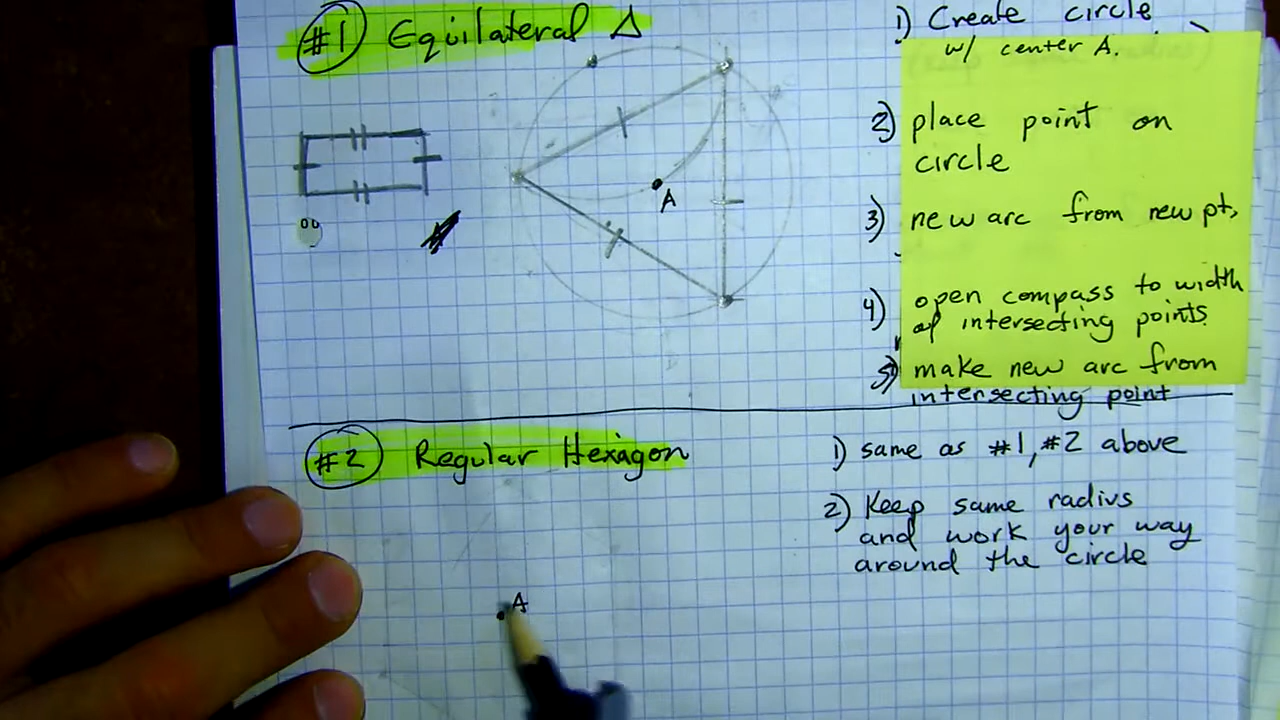 #1) Equilateral Δ
A
1) Create circle
w/ center A.
2) place point on
circle
3) new arc from new pt.
4) open compass to width
of intersecting points.
5) make new arc from
intersecting point
#2) Regular Hexagon
A
1) same as #1, #2 above
2) Keep same radius
and work your way
around the circle